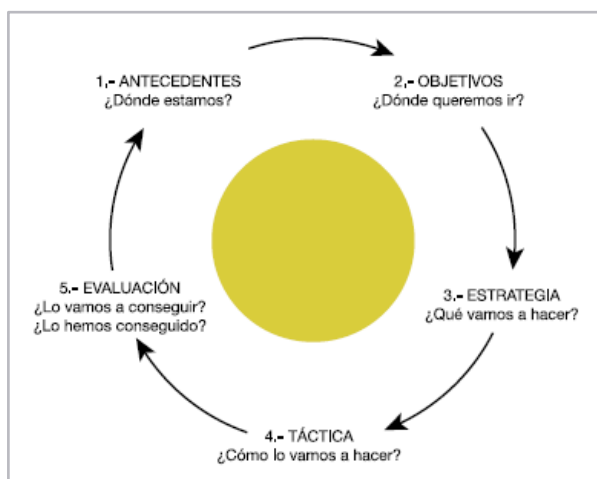 1.- ANTECEDENTES
¿Dónde estamos?
2.- OBJETIVOS
¿Dónde queremos ir?
3.- ESTRATEGIA
¿Qué vamos a hacer?
4.- TÁCTICA
¿Cómo lo vamos a hacer?
5.- EVALUACIÓN
¿Lo vamos a conseguir?
¿Lo hemos conseguido?